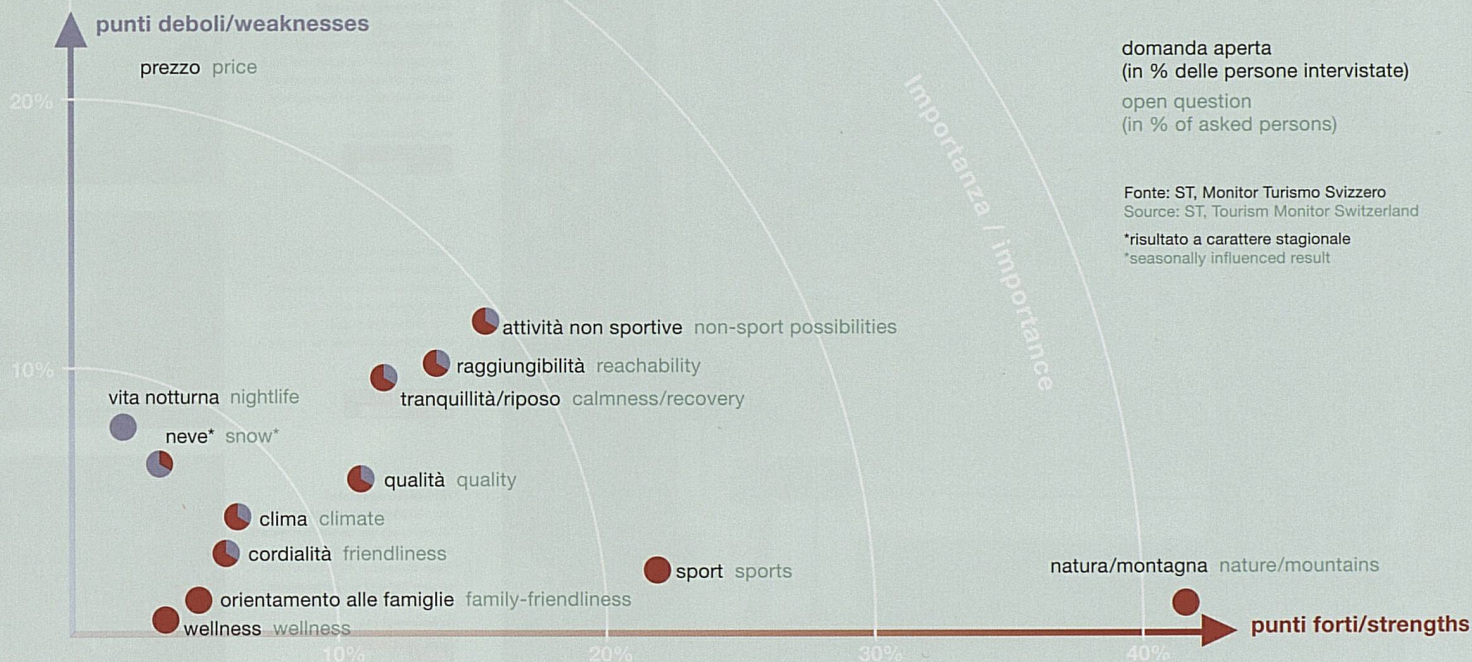 punti deboli/weaknesses
prezzo price
20%
domanda aperta
(in % delle persone intervistate)
open question
(in % of asked persons)
Importanza / importance
Fonte: ST, Monitor Turismo Svizzero
Source: ST, Tourism Monitor Switzerland
*risultato a carattere stagionale
*seasonally influenced result
attività non sportive non-sport possibilities
raggiungibilità reachability
10%
tranquillità/riposo calmness/recovery
vita notturna nightlife
neve* snow*
qualità quality
clima climate
cordialità friendliness
natura/montagna nature/mountains
sport sports
orientamento alle famiglie family-friendliness
wellness wellness
punti forti/strengths
10% 20% 30% 40%